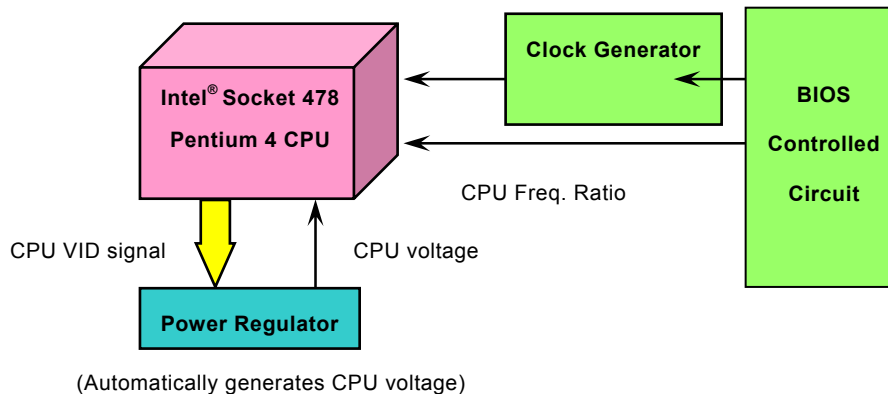 Intel® Socket 478
Pentium 4 CPU
Clock Generator
BIOS
Controlled
Circuit
CPU Freq. Ratio
CPU VID signal
CPU voltage
Power Regulator
(Automatically generates CPU voltage)